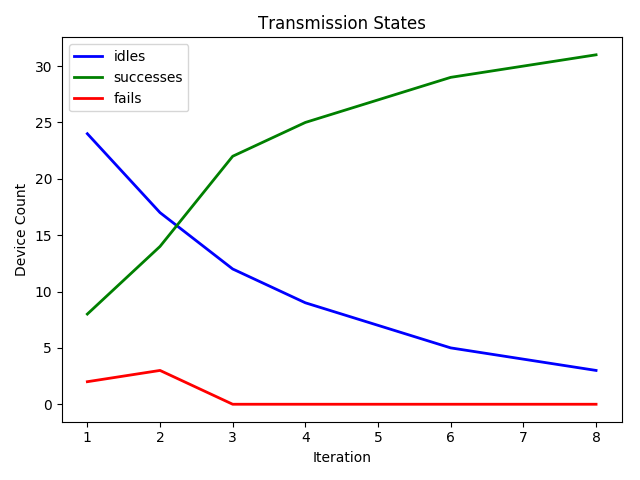 Transmission States
idles
successes
fails
Device Count
30
25
20
15
10
5
0
1 2 3 4 5 6 7 8
Iteration